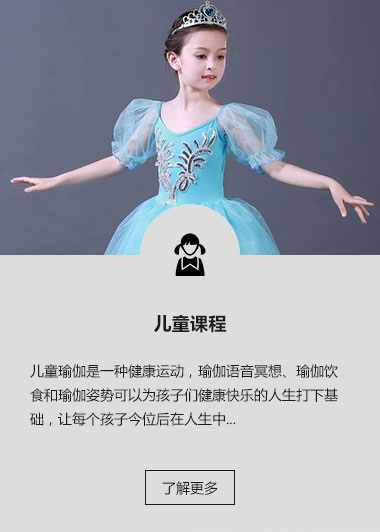 儿童课程
儿童瑜伽是一种健康运动，瑜伽语音冥想、瑜伽饮
食和瑜伽姿势可以为孩子们健康快乐的人生打下基
础，让每个孩子今位后在人生中...
了解更多